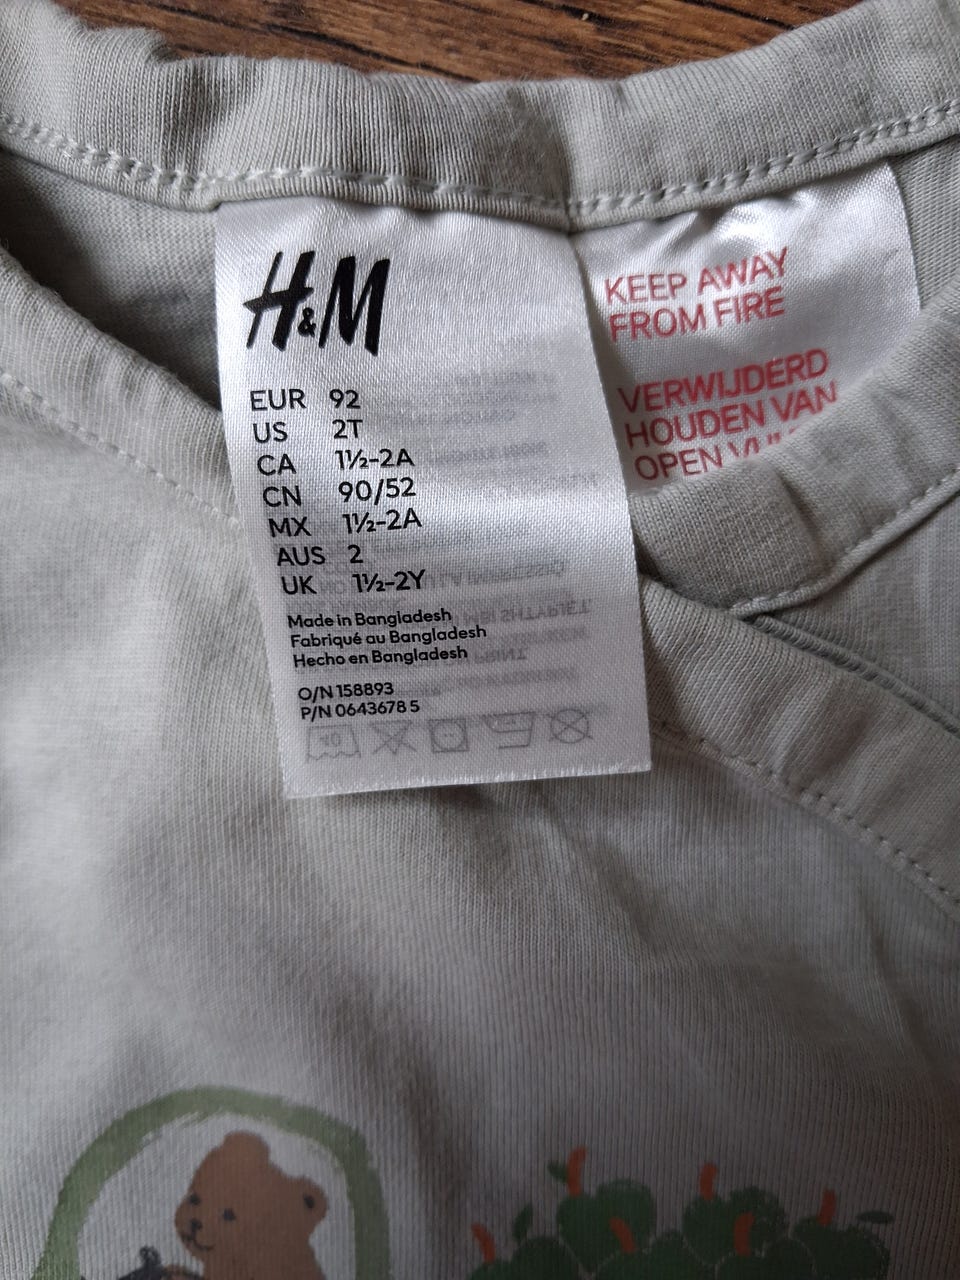 H&M
EUR 92
US 2T
CA 1½-2A
CN 90/52
MX 1½-2A
AUS 2
UK 1½-2Y
Made in Bangladesh
Fabriqué au Bangladesh
Hecho en Bangladesh
O/N 158893
P/N 0643678 5
40
KEEP AWAY
FROM FIRE
VERWIJDERD
HOUDEN VAN
OPEN